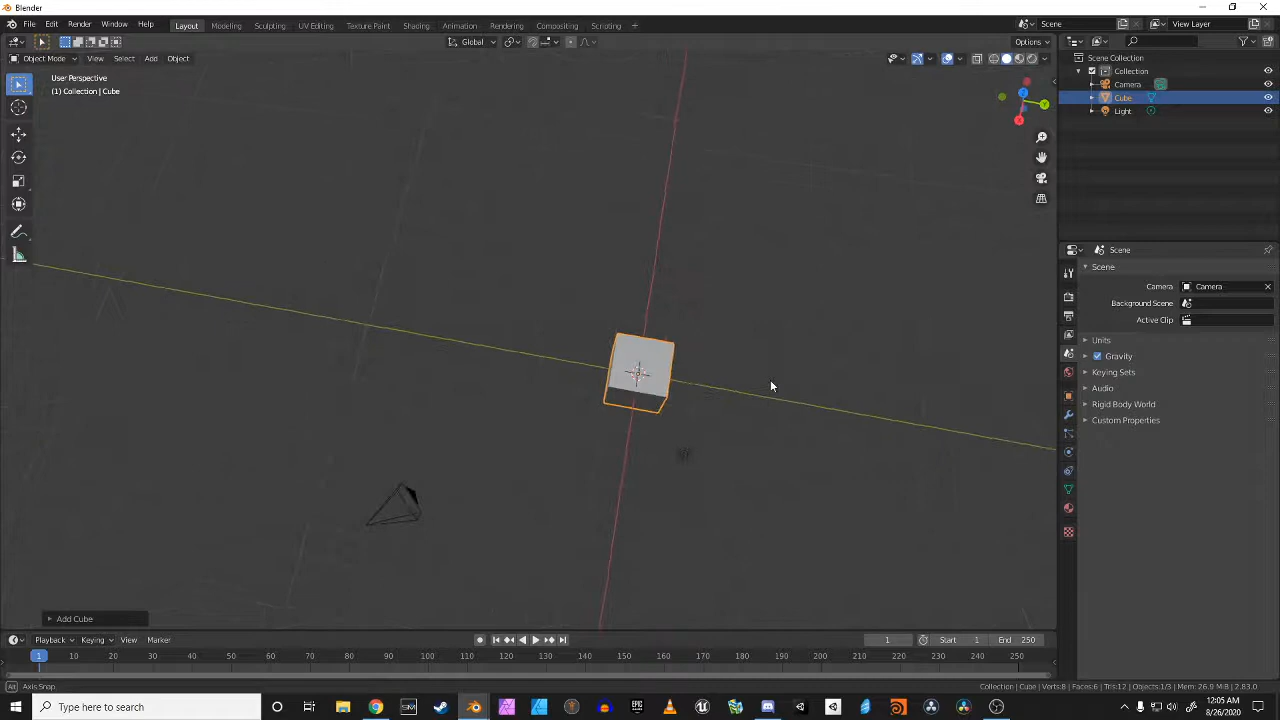 Blender
File Edit Render Window Help
Layout Modeling Sculpting UV Editing Texture Paint Shading Animation Rendering Compositing Scripting +
Scene View Layer
Global Options
Object Mode View Select Add Object
User Perspective
(1) Collection | Cube
Y
Scene Collection
Collection
Camera
Cube
Light
Scene
Scene
Camera Camera
Background Scene
Active Clip
Units
Gravity
Keying Sets
Audio
Rigid Body World
Custom Properties
Add Cube
Playback Keying View Marker
1 Start 1 End 250
1 10 20 30 40 50 60 70 80 90 100 110 120 130 140 150 160 170 180 190 200 210 220 230 240 250
Axis Snap
Collection | Cube | Verts:8 | Faces:6 | Tris:12 | Objects:1/3 | Mem: 26.9 MiB | 2.83.0
Type here to search
12:05 AM
8/26/2020